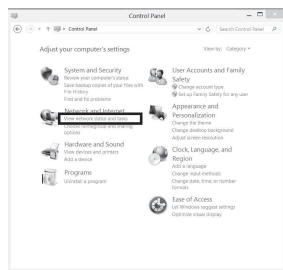 Control Panel
Control Panel
Search Control Panel
Adjust your computer's settings
View by: Category
System and Security
Review your computer's status
Save backup copies of your files with
File History
Find and fix problems
Network and Internet
View network status and tasks
Choose homegroup and sharing
options
Hardware and Sound
View devices and printers
Add a device
Programs
Uninstall a program
User Accounts and Family
Safety
Change account type
Set up Family Safety for any user
Appearance and
Personalization
Change the theme
Change desktop background
Adjust screen resolution
Clock, Language, and
Region
Add a language
Change input methods
Change date, time, or number
formats
Ease of Access
Let Windows suggest settings
Optimize visual display